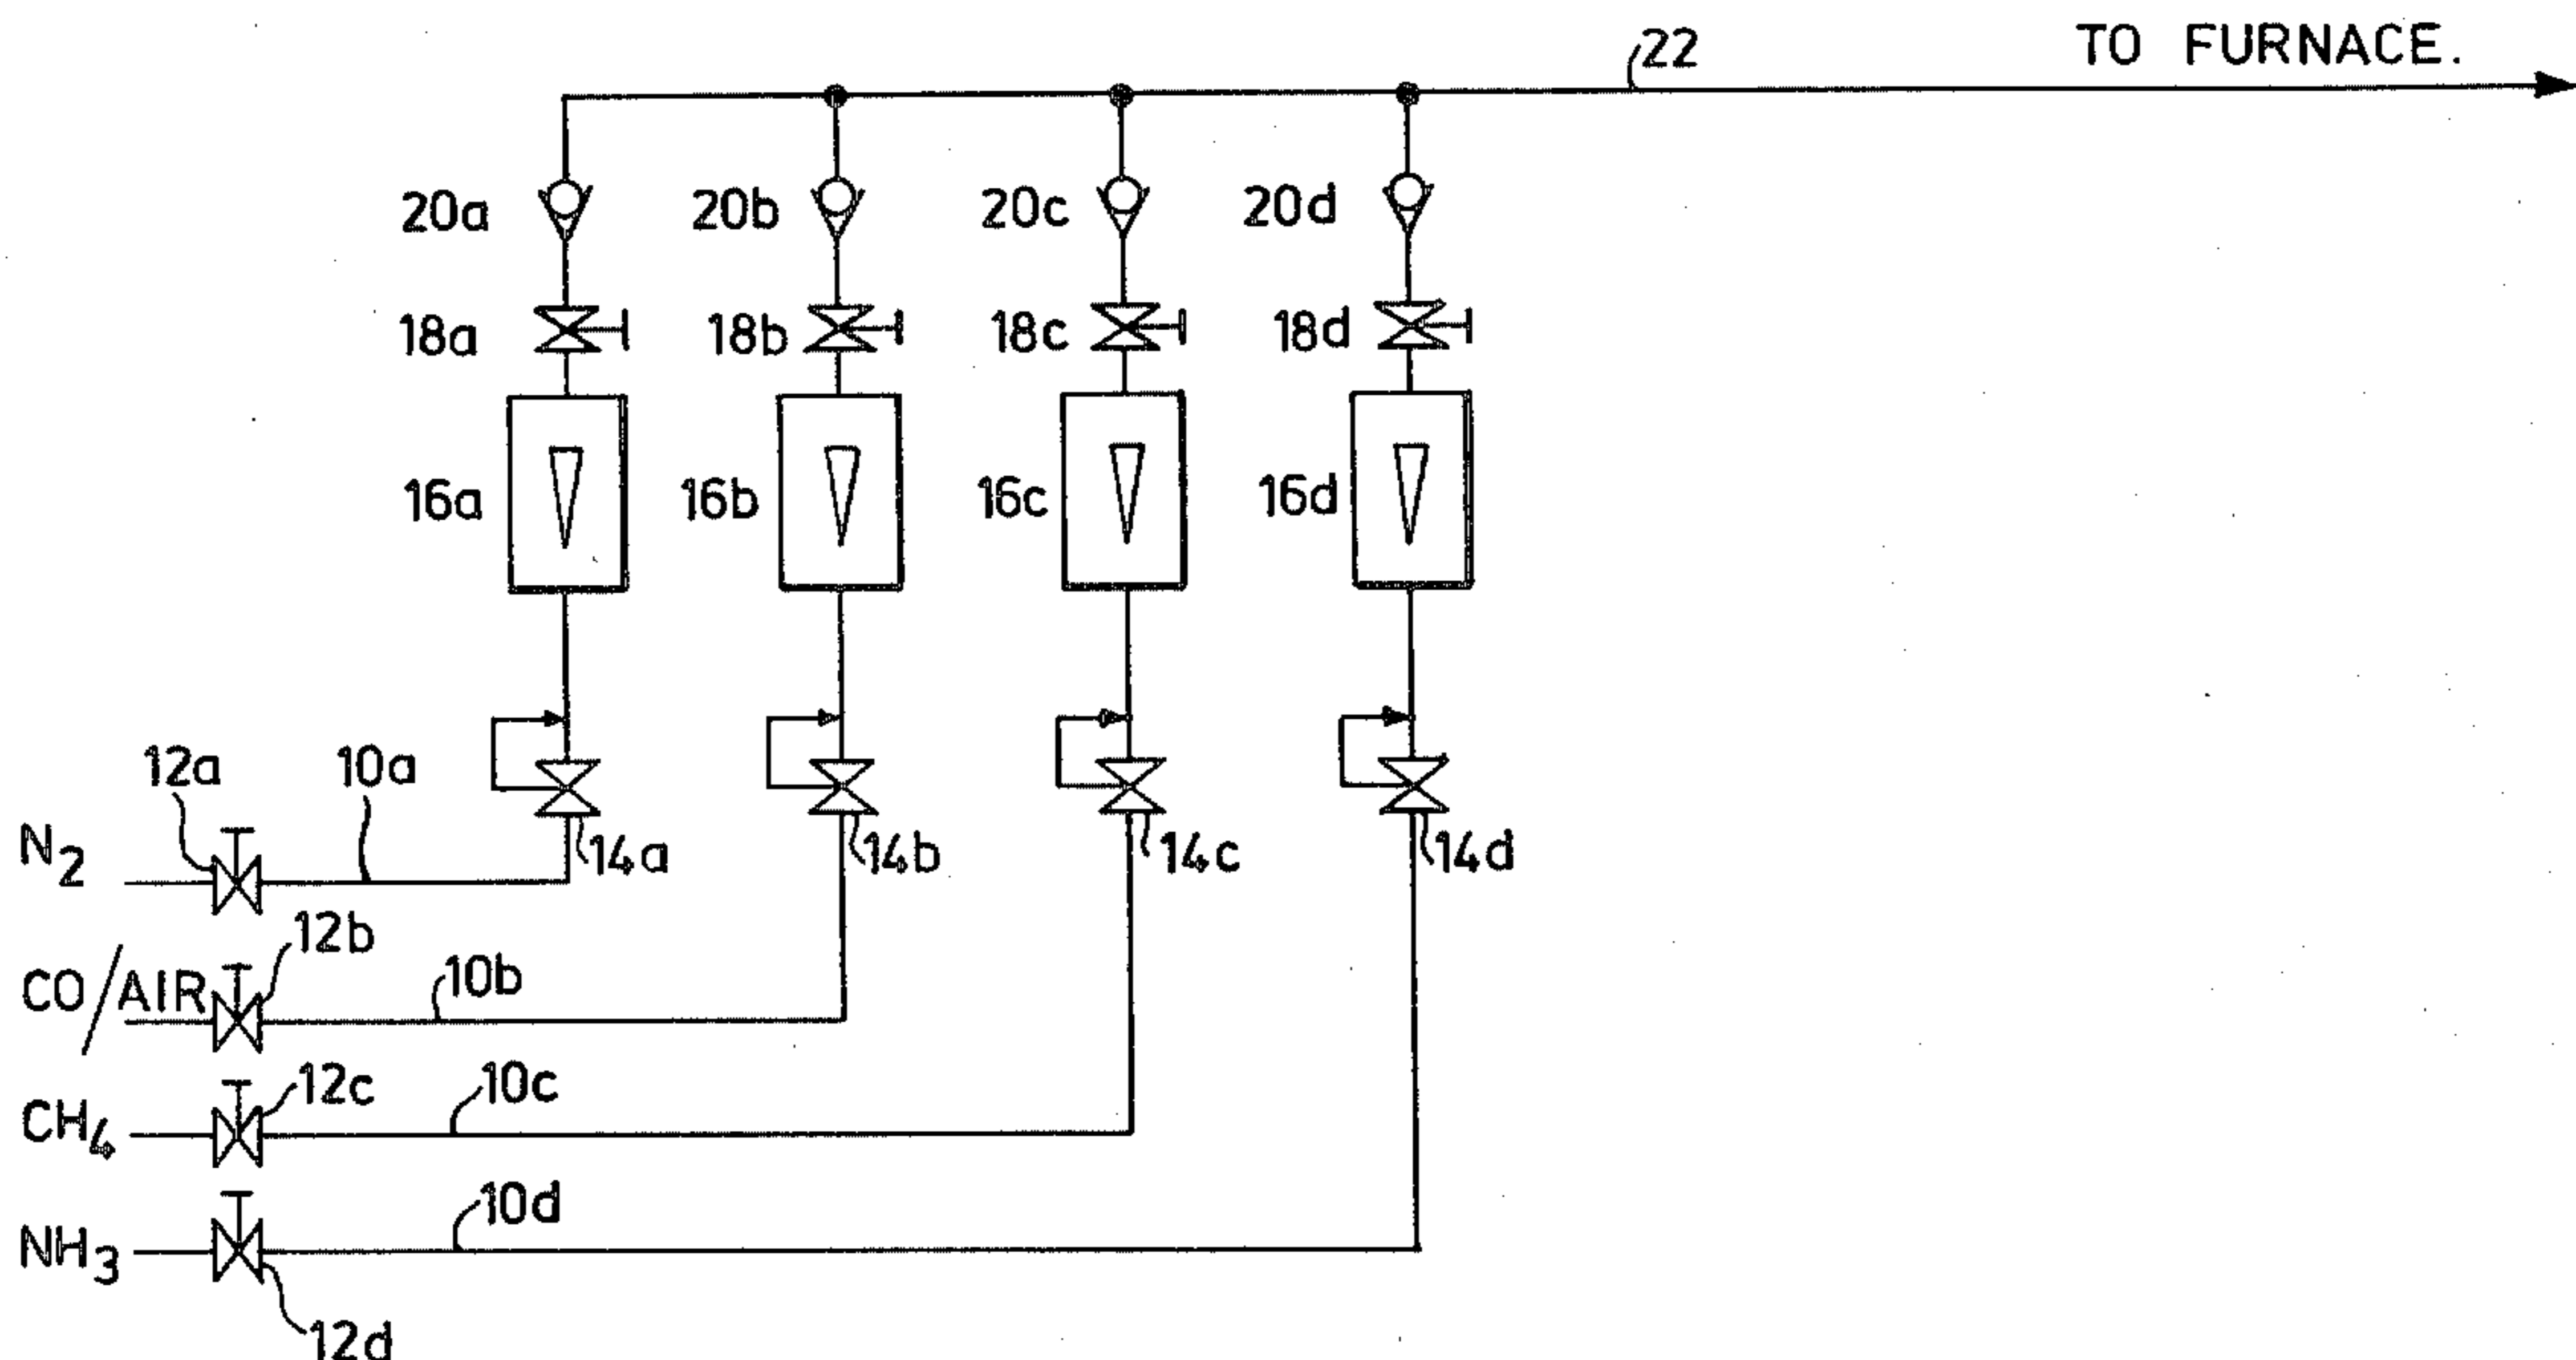 22
TO FURNACE.
20a 20b 20c 20d
18a 18b 18c 18d
16a 16b 16c 16d
12a 10a
N2
14a 14b 14c 14d
12b
CO/AIR
10b
12c 10c
CH4
10d
NH3
12d